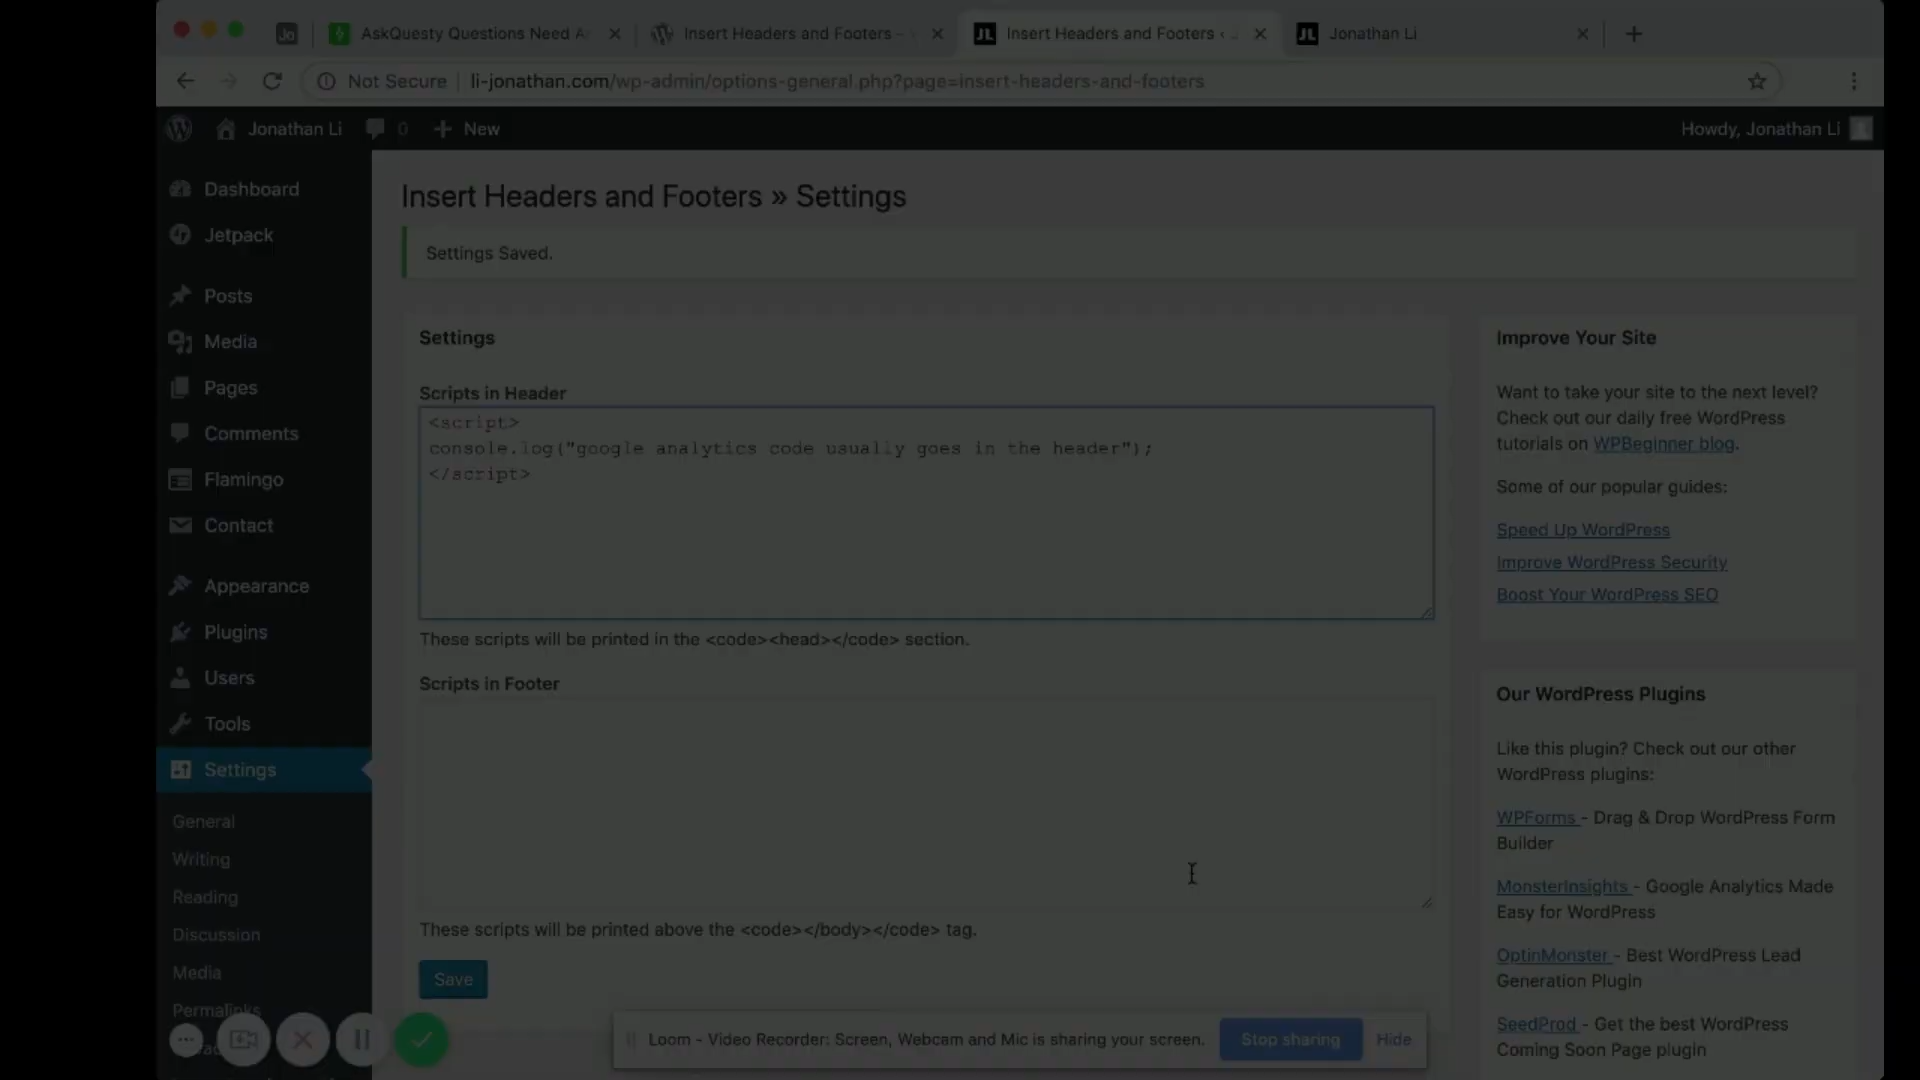 AskQuesty Questions Need A
Insert Headers and Footers –
JL
Insert Headers and Footers ‹ J
JL
Jonathan Li
Not Secure
li-jonathan.com/wp-admin/options-general.php?page=insert-headers-and-footers
Jonathan Li
0
New
Howdy, Jonathan Li
Dashboard
Jetpack
Posts
Media
Pages
Comments
Flamingo
Contact
Appearance
Plugins
Users
Tools
Settings
General
Writing
Reading
Discussion
Media
Permalinks
Insert Headers and Footers » Settings
Settings Saved.
Settings
Scripts in Header
<script>
console.log("google analytics code usually goes in the header");
</script>
These scripts will be printed in the <code><head></code> section.
Scripts in Footer
These scripts will be printed above the <code></body></code> tag.
Save
Improve Your Site
Want to take your site to the next level?
Check out our daily free WordPress
tutorials on WPBeginner blog.
Some of our popular guides:
Speed Up WordPress
Improve WordPress Security
Boost Your WordPress SEO
Our WordPress Plugins
Like this plugin? Check out our other
WordPress plugins:
WPForms - Drag & Drop WordPress Form
Builder
MonsterInsights - Google Analytics Made
Easy for WordPress
OptinMonster - Best WordPress Lead
Generation Plugin
SeedProd - Get the best WordPress
Coming Soon Page plugin
Loom - Video Recorder: Screen, Webcam and Mic is sharing your screen.
Stop sharing
Hide